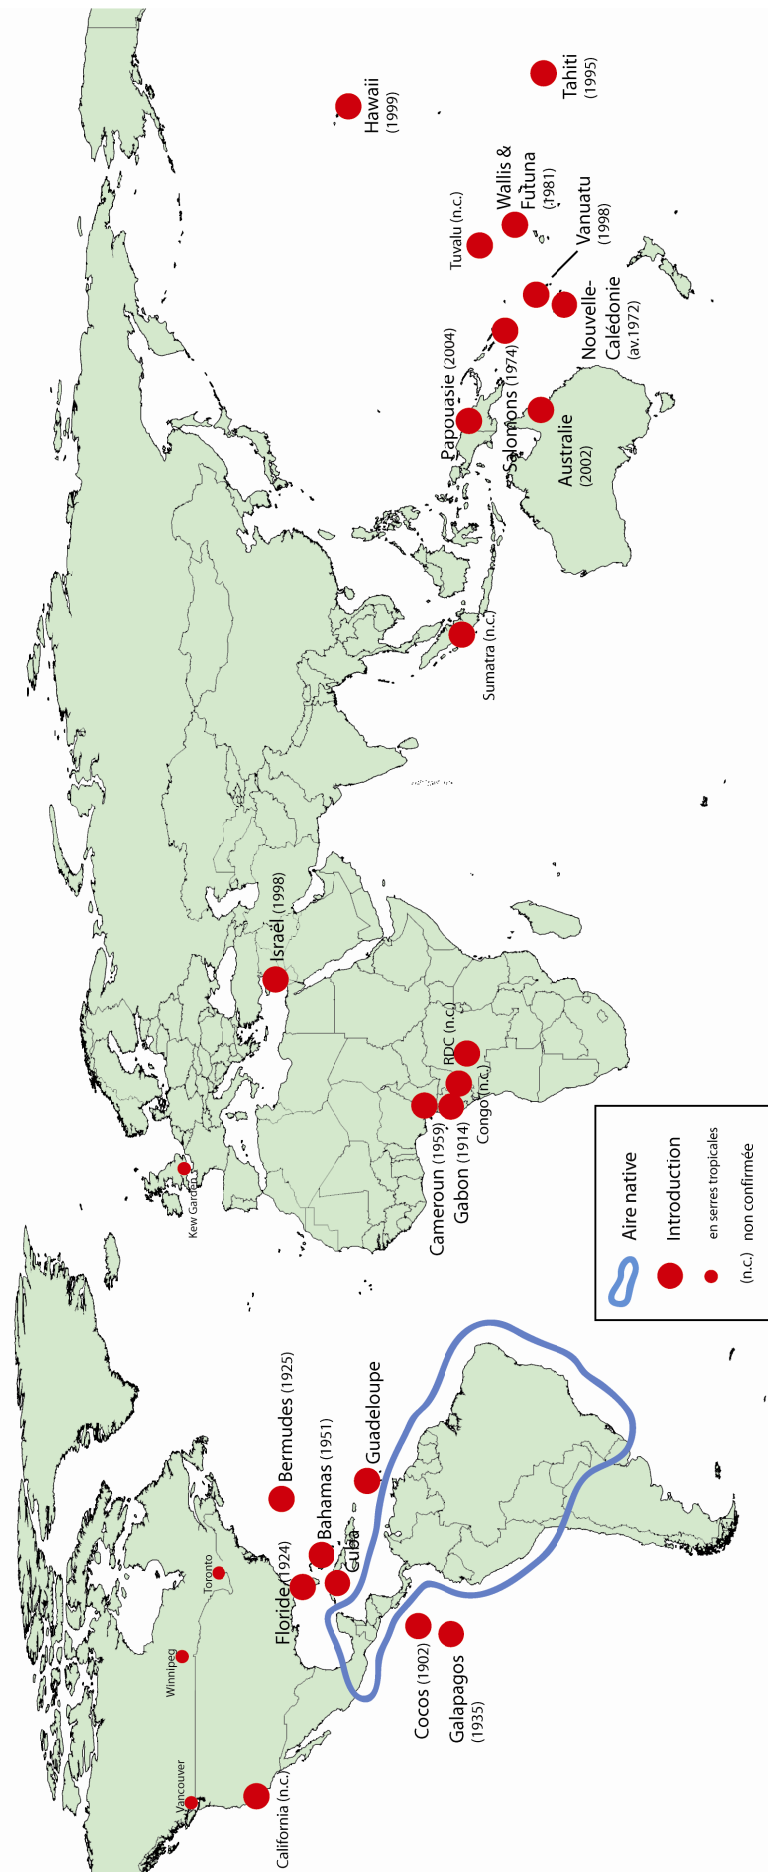 Vancouver
Winnipeg
Toronto
California (n.c.)
Floride (1924)
Bermudes (1925)
Bahamas (1951)
Cuba
Guadeloupe
Cocos (1902)
Galapagos
(1935)
Kew Garden
Israël (1998)
Cameroun (1959)
Gabon (1914)
Congo (n.c.)
RDC (n.c.)
Sumatra (n.c.)
Papouasie (2004)
Salomons (1974)
Australie
(2002)
Nouvelle-
Calédonie
(av.1972)
Vanuatu
(1998)
Wallis &
Futuna
(1981)
Tuvalu (n.c.)
Hawaii
(1999)
Tahiti
(1995)
Aire native
Introduction
en serres tropicales
(n.c.) non confirmée